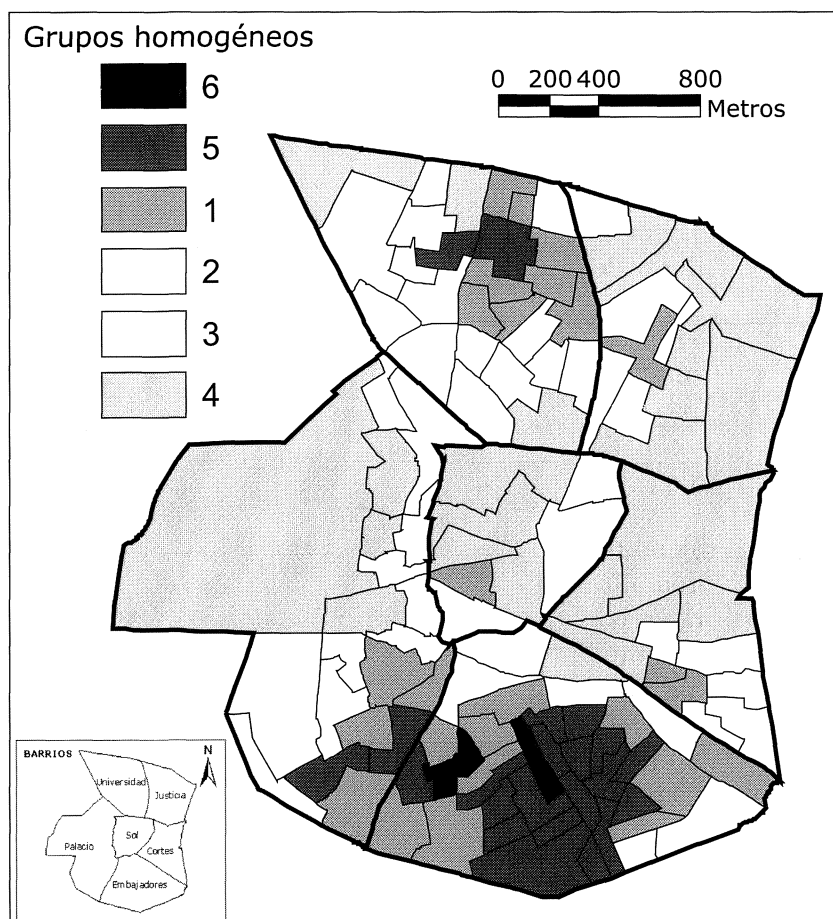 Grupos homogéneos
6
5
1
2
3
4
0 200 400 800
Metros
BARRIOS
N
Universidad
Justicia
Sol
Palacio
Cortes
Embajadores